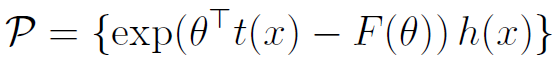 𝒫 = {exp(θ⊤t(x) − F(θ)) h(x)}